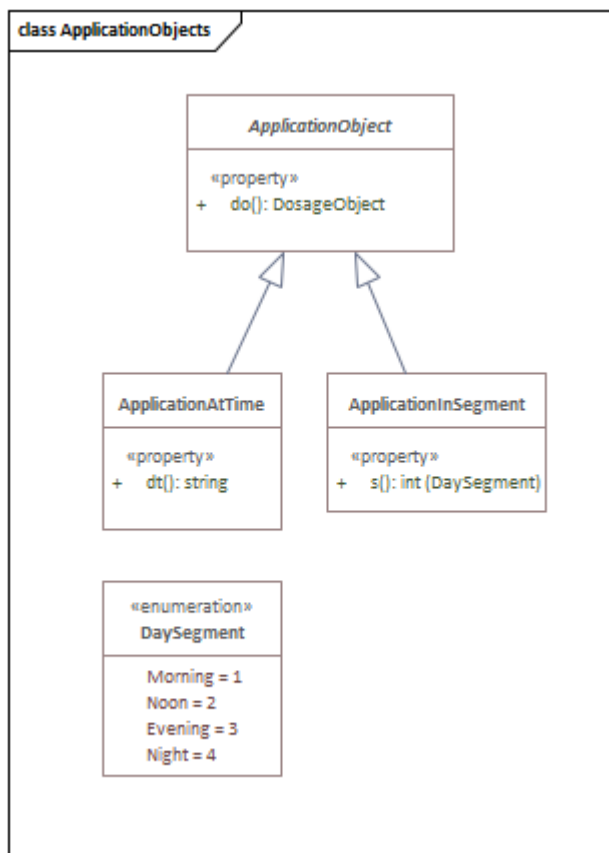 class ApplicationObjects
ApplicationObject
«property»
+ do(): DosageObject
ApplicationAtTime
«property»
+ dt(): string
ApplicationInSegment
«property»
+ s(): int (DaySegment)
«enumeration»
DaySegment
Morning = 1
Noon = 2
Evening = 3
Night = 4